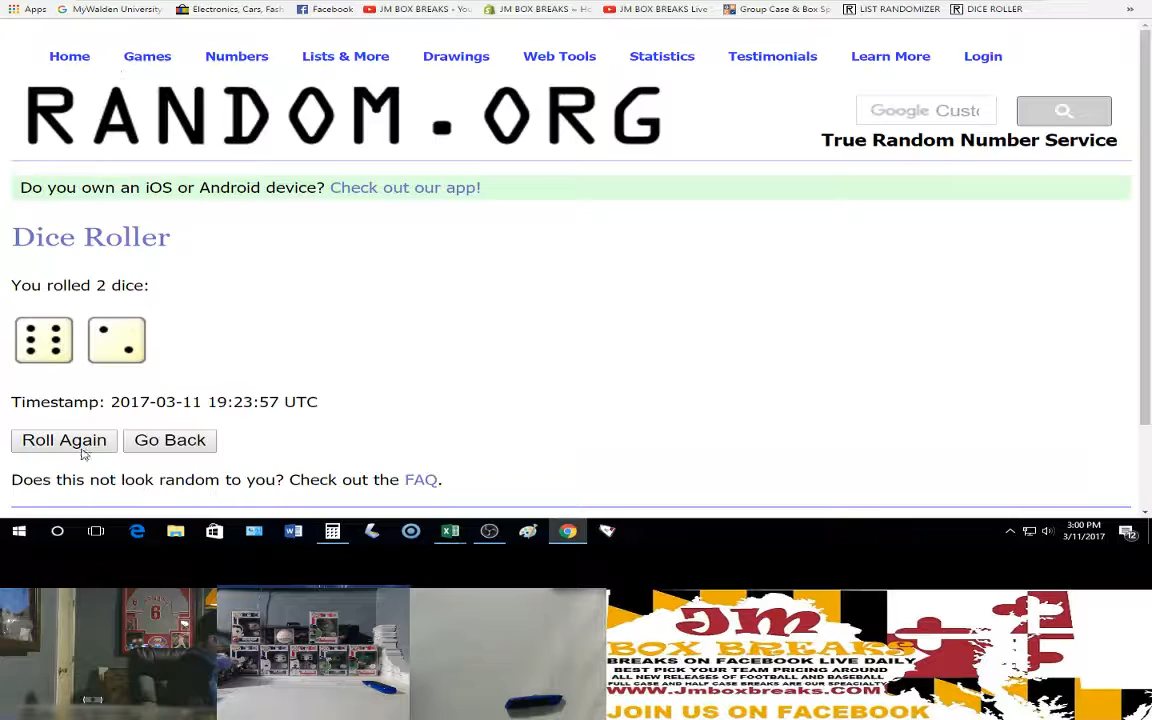 Apps MyWalden University Electronics, Cars, Fash Facebook JM BOX BREAKS - You JM BOX BREAKS – Ho JM BOX BREAKS Live Group Case & Box Sp LIST RANDOMIZER DICE ROLLER »
Home Games Numbers Lists & More Drawings Web Tools Statistics Testimonials Learn More Login
RANDOM.ORG
Google Custo
True Random Number Service
Do you own an iOS or Android device? Check out our app!
Dice Roller
You rolled 2 dice:
Timestamp: 2017-03-11 19:23:57 UTC
Roll Again Go Back
Does this not look random to you? Check out the FAQ.
3:00 PM
3/11/2017
12
6
JM
BOX BREAKS
BREAKS ON FACEBOOK LIVE DAILY
BEST PICK YOUR TEAM PRICING AROUND
ALL NEW RELEASES OF FOOTBALL AND BASEBALL
FULL CASE AND HALF CASE BREAKS ARE OUR SPECIALTY
WWW.Jmboxbreaks.COM
JOIN US ON FACEBOOK